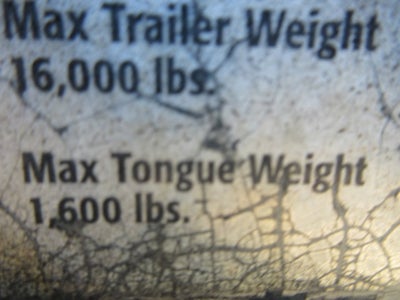 Max Trailer Weight
16,000 lbs.
Max Tongue Weight
1,600 lbs.